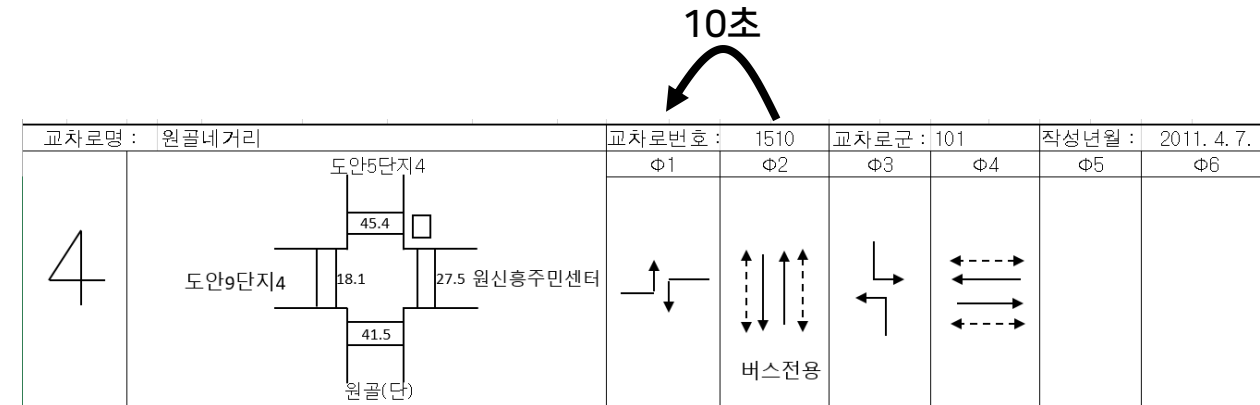 10초
교차로명 : 원골네거리 교차로번호 : 1510 교차로군 : 101 작성년월 : 2011. 4. 7.
도안5단지4 Φ1 Φ2 Φ3 Φ4 Φ5 Φ6
45.4
4 도안9단지4 18.1 27.5 원신흥주민센터
41.5
버스전용
원골(단)